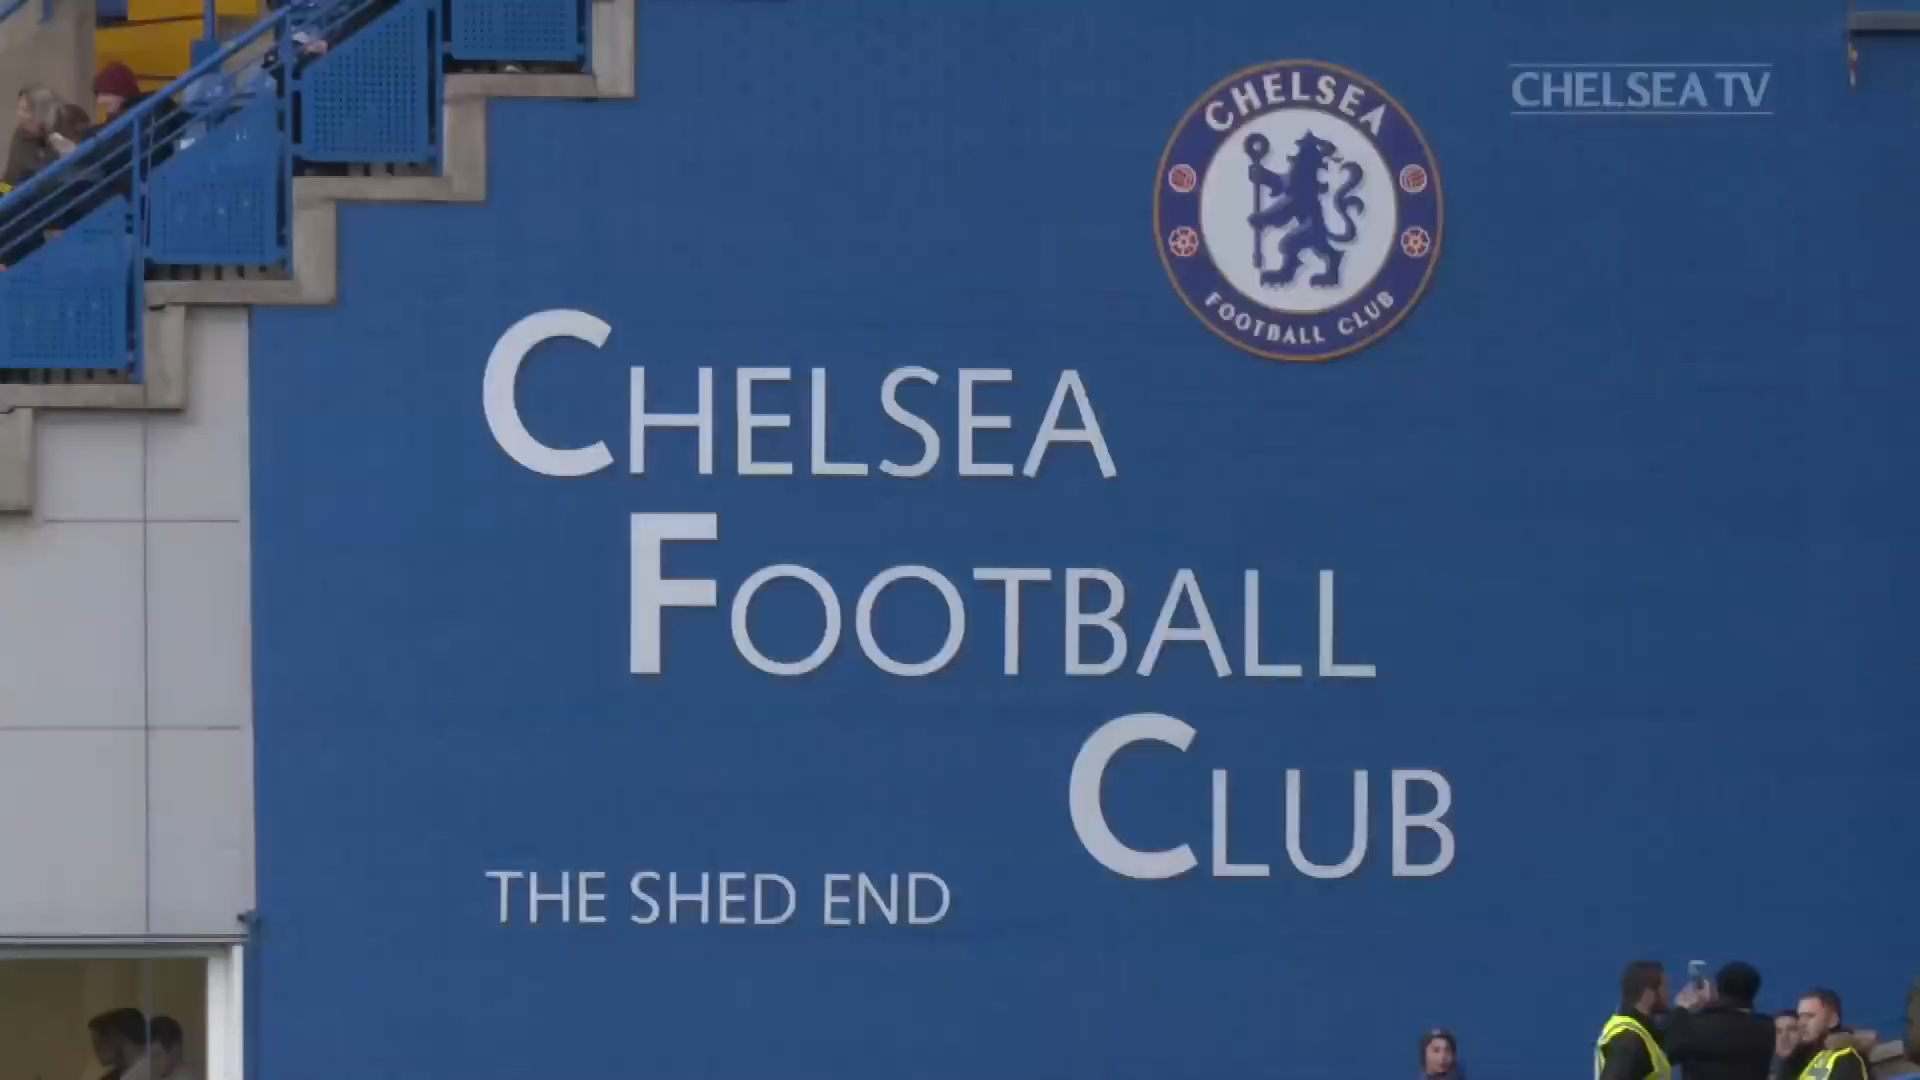 CHELSEA TV
CHELSEA
FOOTBALL CLUB
CHELSEA
FOOTBALL
CLUB
THE SHED END